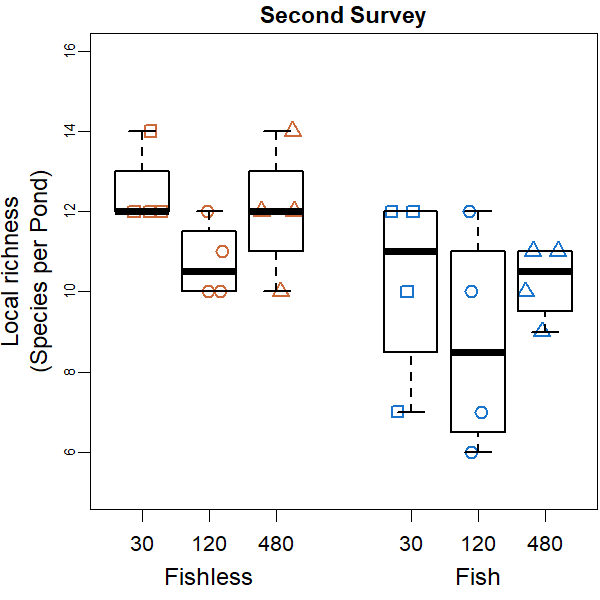 Second Survey
Local richness
(Species per Pond)
16
14
12
10
8
6
30 120 480 30 120 480
Fishless Fish